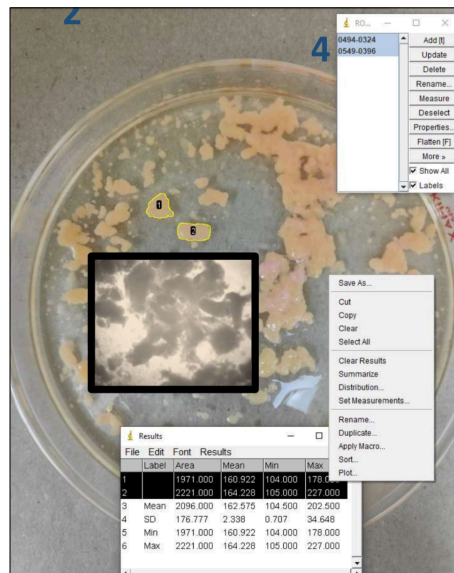 2
4
RO...
0494-0324
0549-0396
Add [t]
Update
Delete
Rename...
Measure
Deselect
Properties...
Flatten [F]
More »
Show All
Labels
1
2
Save As...
Cut
Copy
Clear
Select All
Clear Results
Summarize
Distribution...
Set Measurements...
Rename...
Duplicate...
Apply Macro...
Sort...
Plot...
Results
File Edit Font Results
Label Area Mean Min Max
1 1971.000 160.922 104.000 178.000
2 2221.000 164.228 105.000 227.000
3 Mean 2096.000 162.575 104.500 202.500
4 SD 176.777 2.338 0.707 34.648
5 Min 1971.000 160.922 104.000 178.000
6 Max 2221.000 164.228 105.000 227.000